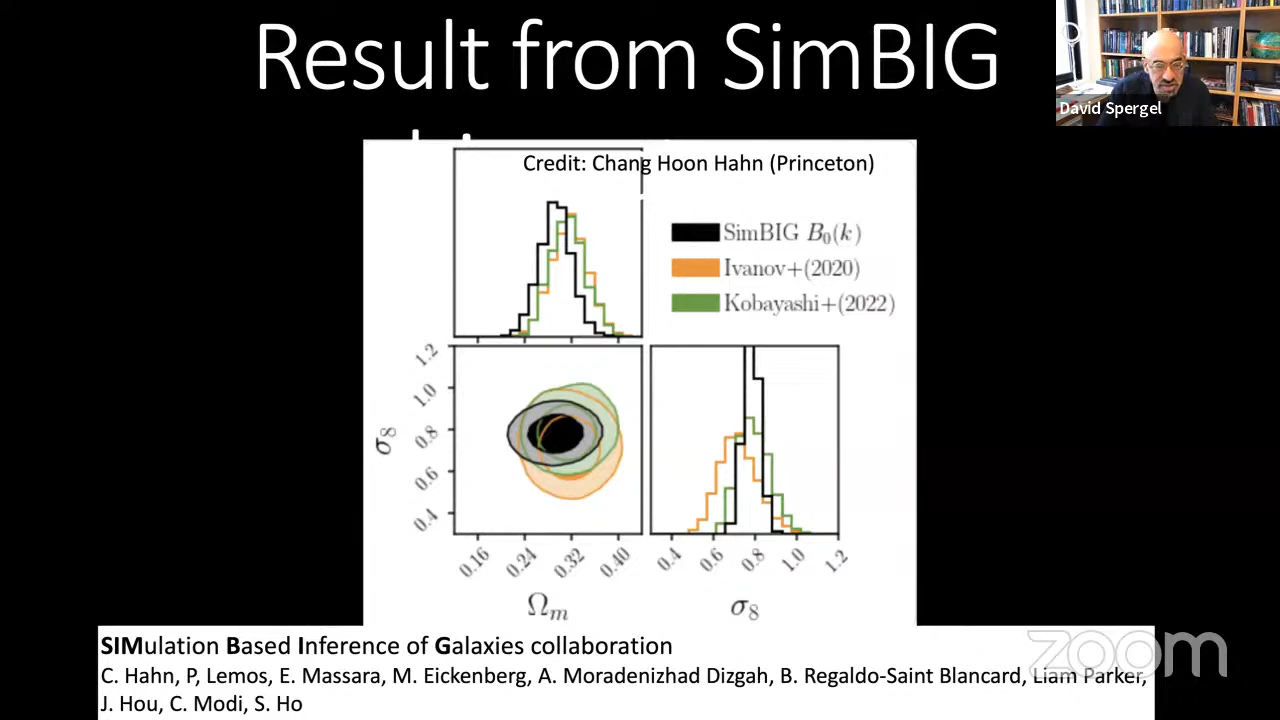 Result from SimBIG
David Spergel
Credit: Chang Hoon Hahn (Princeton)
SimBIG B₀(k)
Ivanov+(2020)
Kobayashi+(2022)
1.2
1.0
0.8
0.6
0.4
σ₈
0.16
0.24
0.32
0.40
Ωₘ
0.4
0.6
0.8
1.0
1.2
σ₈
SIMulation Based Inference of Galaxies collaboration
C. Hahn, P, Lemos, E. Massara, M. Eickenberg, A. Moradenizhad Dizgah, B. Regaldo-Saint Blancard, Liam Parker,
J. Hou, C. Modi, S. Ho
zoom